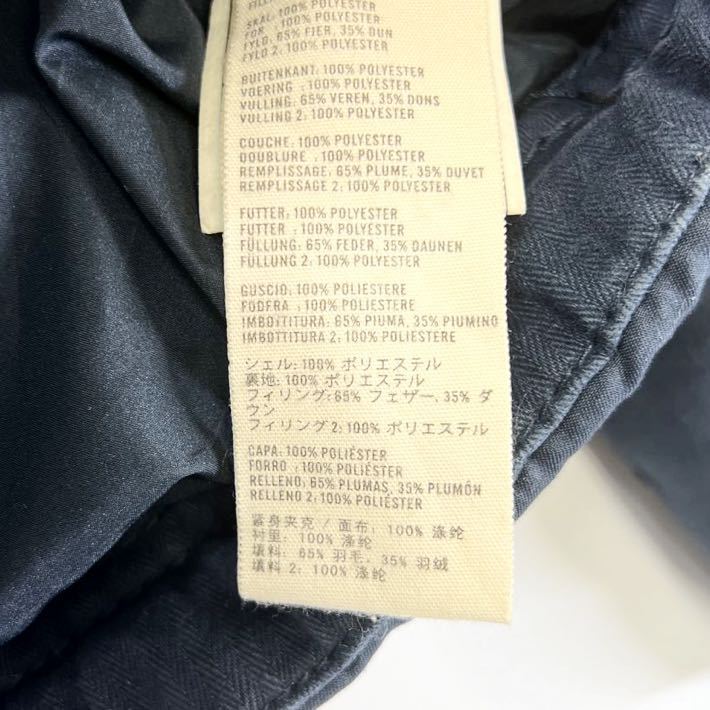 SKAL: 100% POLYESTER
FOR : 100% POLYESTER
FYLD: 65% FJER, 35% DUN
FYLD 2: 100% POLYESTER
BUITENKANT: 100% POLYESTER
VOERING : 100% POLYESTER
VULLING: 65% VEREN, 35% DONS
VULLING 2: 100% POLYESTER
COUCHE: 100% POLYESTER
DOUBLURE : 100% POLYESTER
REMPLISSAGE: 65% PLUME, 35% DUVET
REMPLISSAGE 2: 100% POLYESTER
FUTTER: 100% POLYESTER
FUTTER : 100% POLYESTER
FÜLLUNG: 65% FEDER, 35% DAUNEN
FÜLLUNG 2: 100% POLYESTER
GUSCIO: 100% POLIESTERE
FODERA : 100% POLIESTERE
IMBOTTITURA: 65% PIUMA, 35% PIUMINO
IMBOTTITURA 2: 100% POLIESTERE
シェル: 100% ポリエステル
裏地: 100% ポリエステル
フィリング: 65% フェザー, 35% ダ
ウン
フィリング 2: 100% ポリエステル
CAPA: 100% POLIÉSTER
FORRO : 100% POLIÉSTER
RELLENO: 65% PLUMAS, 35% PLUMÓN
RELLENO 2: 100% POLIÉSTER
紧身夹克 / 面布: 100% 涤纶
衬里: 100% 涤纶
填料: 65% 羽毛, 35% 羽绒
填料 2: 100% 涤纶